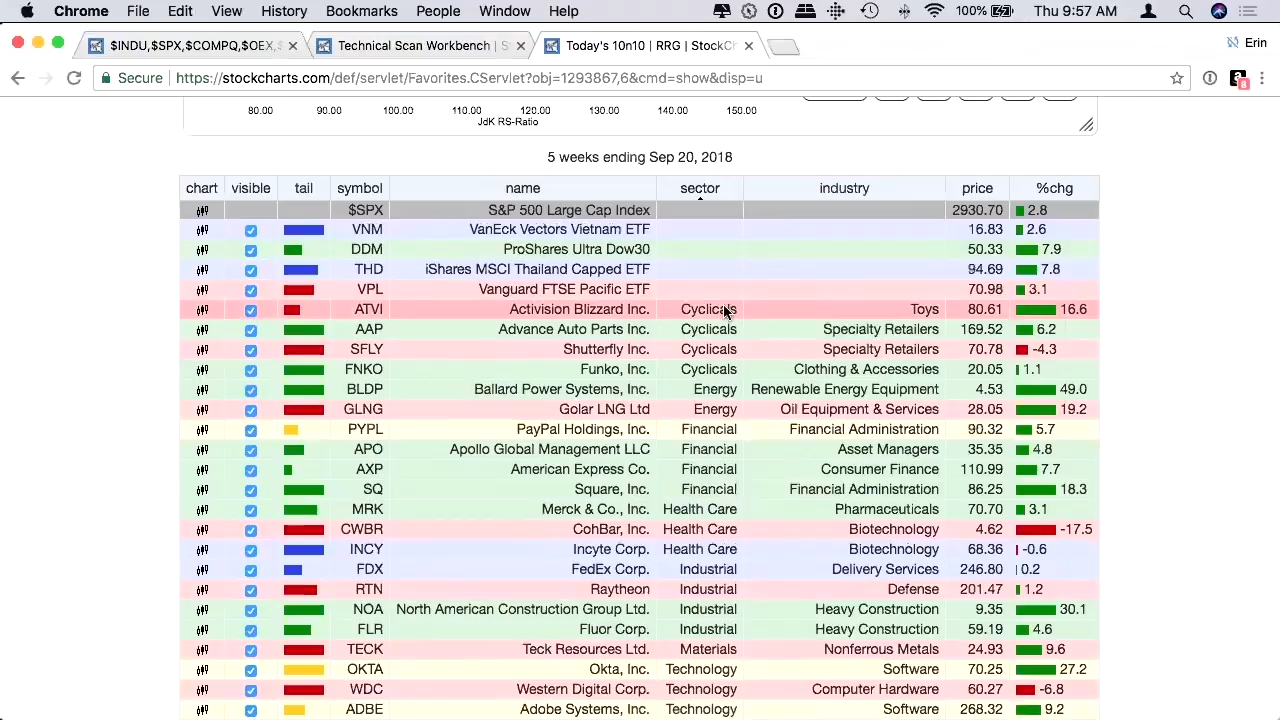 Chrome File Edit View History Bookmarks People Window Help 100% Thu 9:57 AM
$INDU,$SPX,$COMPQ,$OEX,$ × Technical Scan Workbench | S × Today's 10n10 | RRG | StockCh × Erin
Secure https://stockcharts.com/def/servlet/Favorites.CServlet?obj=1293867,6&cmd=show&disp=u
80.00 90.00 100.00 110.00 120.00 130.00 140.00 150.00
JdK RS-Ratio
5 weeks ending Sep 20, 2018
chart visible tail symbol name sector industry price %chg
$SPX S&P 500 Large Cap Index 2930.70 2.8
VNM VanEck Vectors Vietnam ETF 16.83 2.6
DDM ProShares Ultra Dow30 50.33 7.9
THD iShares MSCI Thailand Capped ETF 94.69 7.8
VPL Vanguard FTSE Pacific ETF 70.98 3.1
ATVI Activision Blizzard Inc. Cyclicals Toys 80.61 16.6
AAP Advance Auto Parts Inc. Cyclicals Specialty Retailers 169.52 6.2
SFLY Shutterfly Inc. Cyclicals Specialty Retailers 70.78 -4.3
FNKO Funko, Inc. Cyclicals Clothing & Accessories 20.05 1.1
BLDP Ballard Power Systems, Inc. Energy Renewable Energy Equipment 4.53 49.0
GLNG Golar LNG Ltd Energy Oil Equipment & Services 28.05 19.2
PYPL PayPal Holdings, Inc. Financial Financial Administration 90.32 5.7
APO Apollo Global Management LLC Financial Asset Managers 35.35 4.8
AXP American Express Co. Financial Consumer Finance 110.99 7.7
SQ Square, Inc. Financial Financial Administration 86.25 18.3
MRK Merck & Co., Inc. Health Care Pharmaceuticals 70.70 3.1
CWBR CohBar, Inc. Health Care Biotechnology 4.62 -17.5
INCY Incyte Corp. Health Care Biotechnology 68.36 -0.6
FDX FedEx Corp. Industrial Delivery Services 246.80 0.2
RTN Raytheon Industrial Defense 201.47 1.2
NOA North American Construction Group Ltd. Industrial Heavy Construction 9.35 30.1
FLR Fluor Corp. Industrial Heavy Construction 59.19 4.6
TECK Teck Resources Ltd. Materials Nonferrous Metals 24.93 9.6
OKTA Okta, Inc. Technology Software 70.25 27.2
WDC Western Digital Corp. Technology Computer Hardware 60.27 -6.8
ADBE Adobe Systems, Inc. Technology Software 268.32 9.2